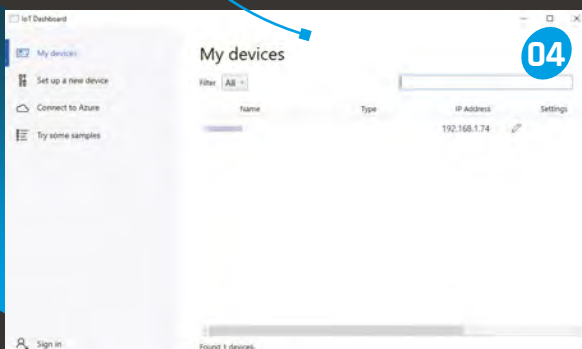 IoT Dashboard
04
My devices
Set up a new device
Connect to Azure
Try some samples
Sign in
My devices
Filter All
Name Type IP Address Settings
192.168.1.74
Found 1 devices.